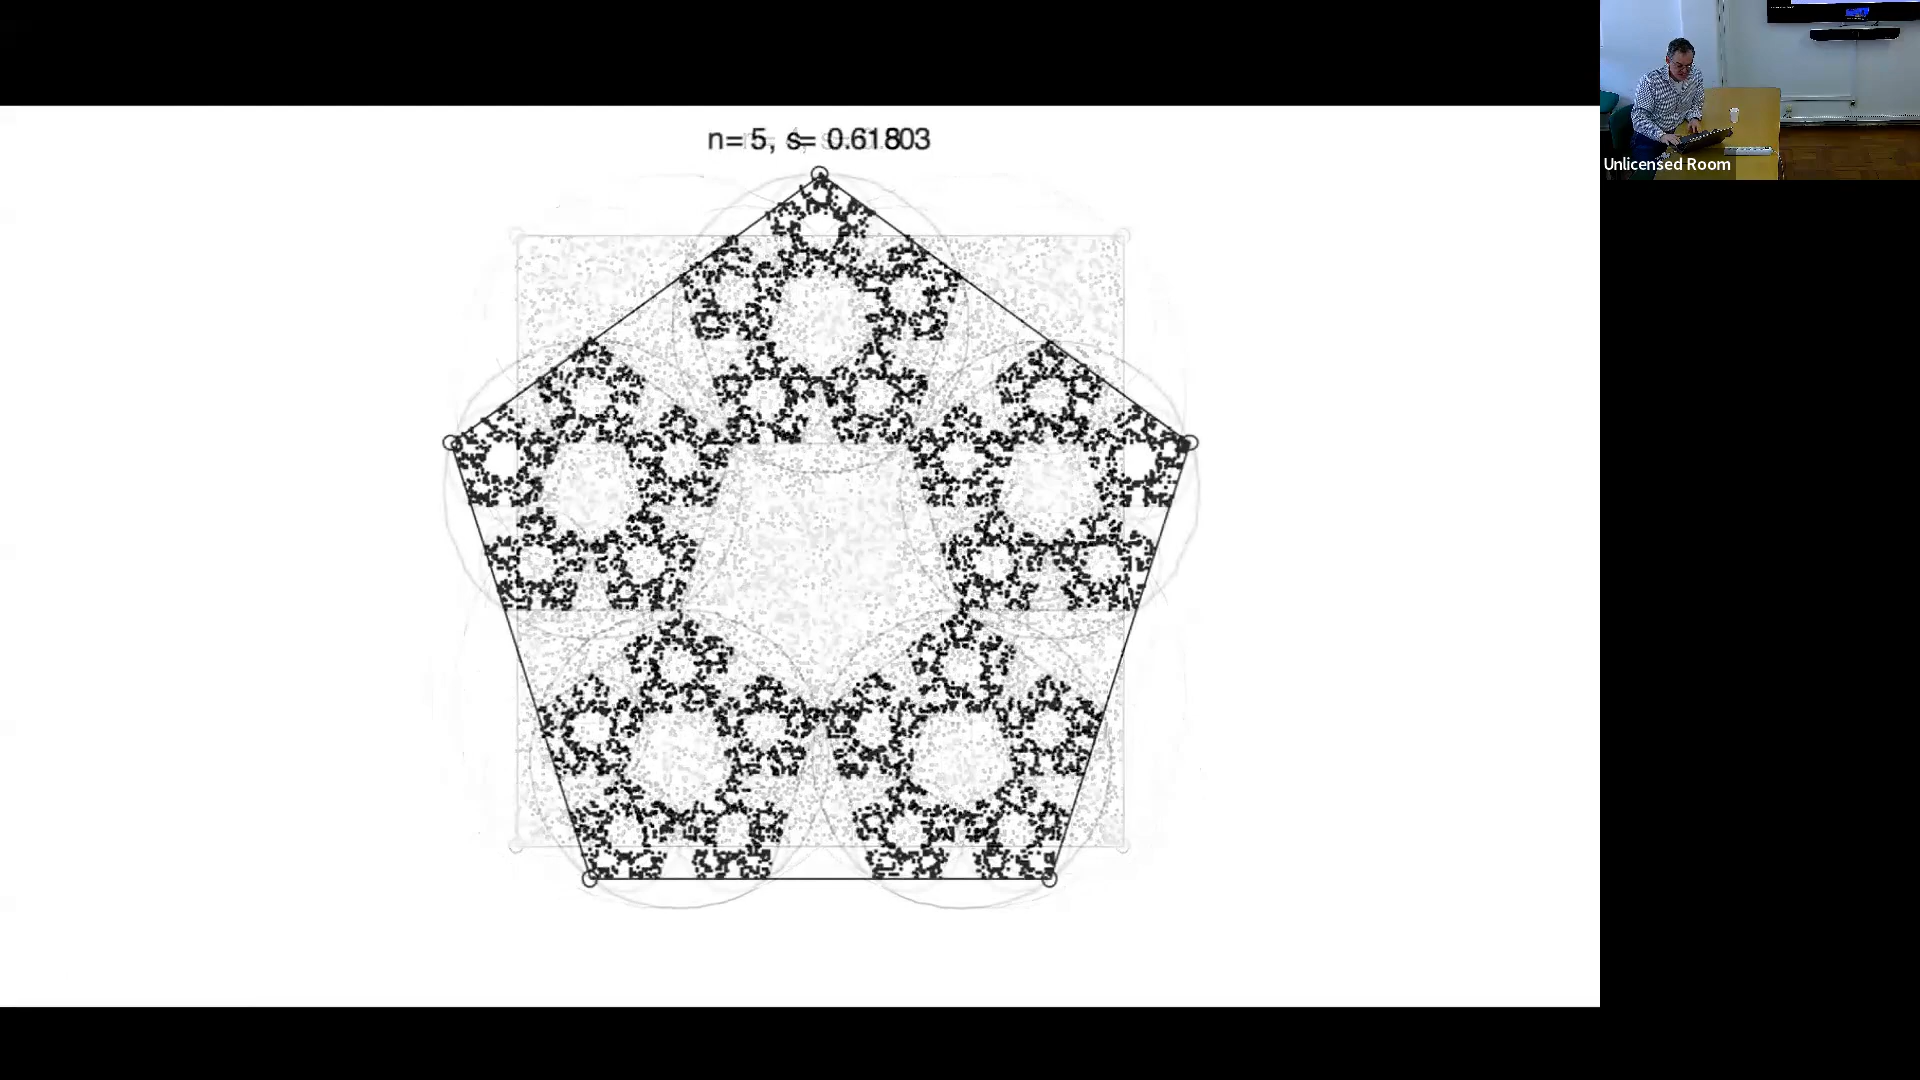 n= 5, s= 0.61803
Unlicensed Room